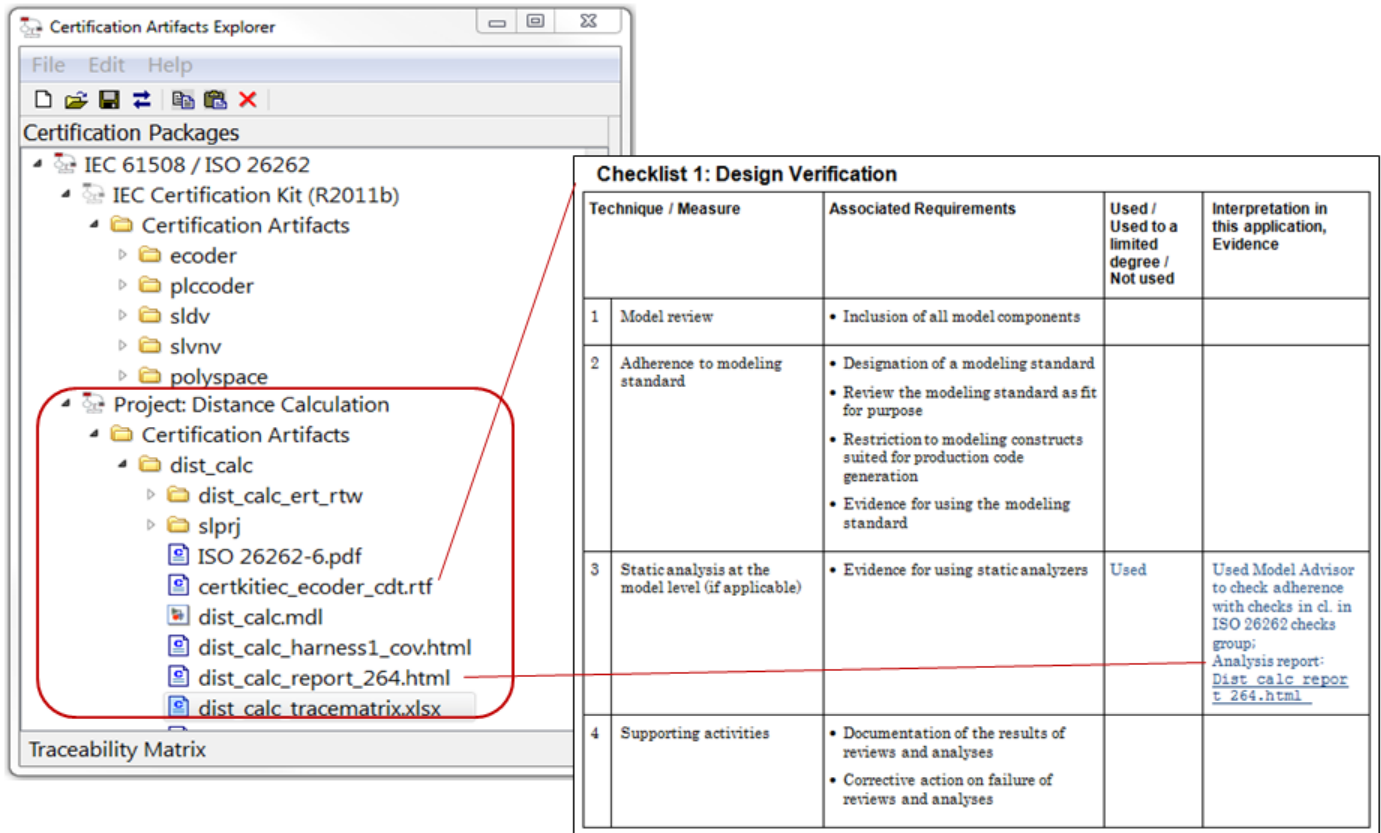 Certification Artifacts Explorer
File Edit Help
Certification Packages
IEC 61508 / ISO 26262
IEC Certification Kit (R2011b)
Certification Artifacts
ecoder
plccoder
sldv
slvnv
polyspace
Project: Distance Calculation
Certification Artifacts
dist_calc
dist_calc_ert_rtw
slprj
ISO 26262-6.pdf
certkitiec_ecoder_cdt.rtf
dist_calc.mdl
dist_calc_harness1_cov.html
dist_calc_report_264.html
dist_calc_tracematrix.xlsx
Traceability Matrix
Checklist 1: Design Verification
Technique / Measure
Associated Requirements
Used /
Used to a
limited
degree /
Not used
Interpretation in
this application,
Evidence
1 Model review
• Inclusion of all model components
2 Adherence to modeling
standard
• Designation of a modeling standard
• Review the modeling standard as fit
for purpose
• Restriction to modeling constructs
suited for production code
generation
• Evidence for using the modeling
standard
3 Static analysis at the
model level (if applicable)
• Evidence for using static analyzers
Used
Used Model Advisor
to check adherence
with checks in cl. in
ISO 26262 checks
group;
Analysis report:
Dist_calc_repor
t_264.html
4 Supporting activities
• Documentation of the results of
reviews and analyses
• Corrective action on failure of
reviews and analyses